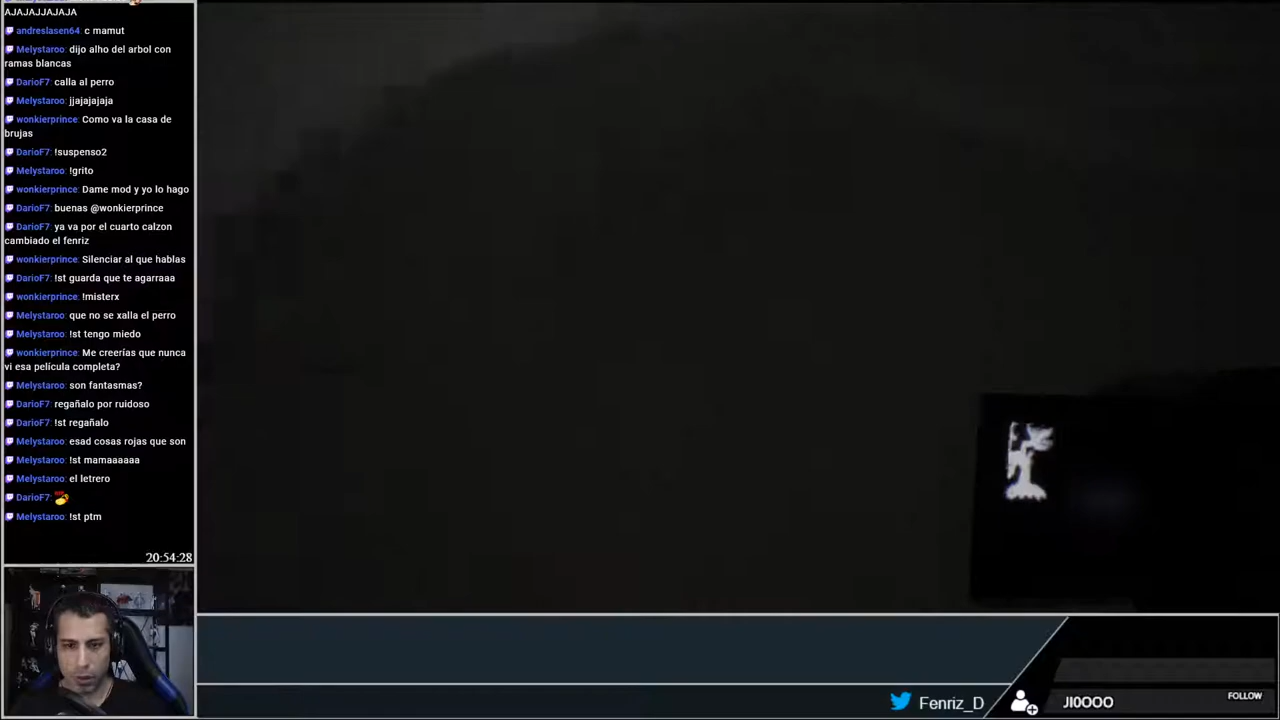 AJAJAJJAJAJA
andreslasen64: c mamut
Melystaroo: dijo alho del arbol con
ramas blancas
DarioF7: calla al perro
Melystaroo: jjajajajaja
wonkierprince: Como va la casa de
brujas
DarioF7: !suspenso2
Melystaroo: !grito
wonkierprince: Dame mod y yo lo hago
DarioF7: buenas @wonkierprince
DarioF7: ya va por el cuarto calzon
cambiado el fenriz
wonkierprince: Silenciar al que hablas
DarioF7: !st guarda que te agarraaa
wonkierprince: !misterx
Melystaroo: que no se xalla el perro
Melystaroo: !st tengo miedo
wonkierprince: Me creerías que nunca
vi esa película completa?
Melystaroo: son fantasmas?
DarioF7: regañalo por ruidoso
DarioF7: !st regañalo
Melystaroo: esad cosas rojas que son
Melystaroo: !st mamaaaaaa
Melystaroo: el letrero
DarioF7:
Melystaroo: !st ptm
20:54:28
Fenriz_D
JI0OOO
FOLLOW